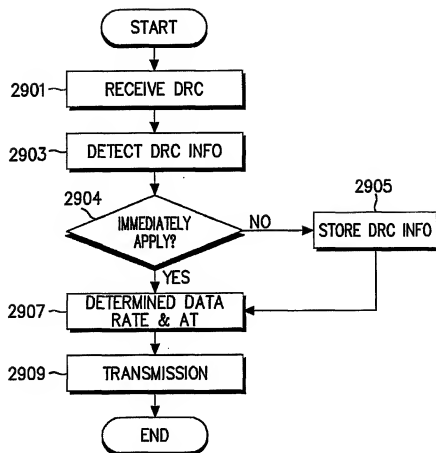 START
2901
RECEIVE DRC
2903
DETECT DRC INFO
2904
IMMEDIATELY
APPLY?
NO
2905
STORE DRC INFO
YES
2907
DETERMINED DATA
RATE & AT
2909
TRANSMISSION
END